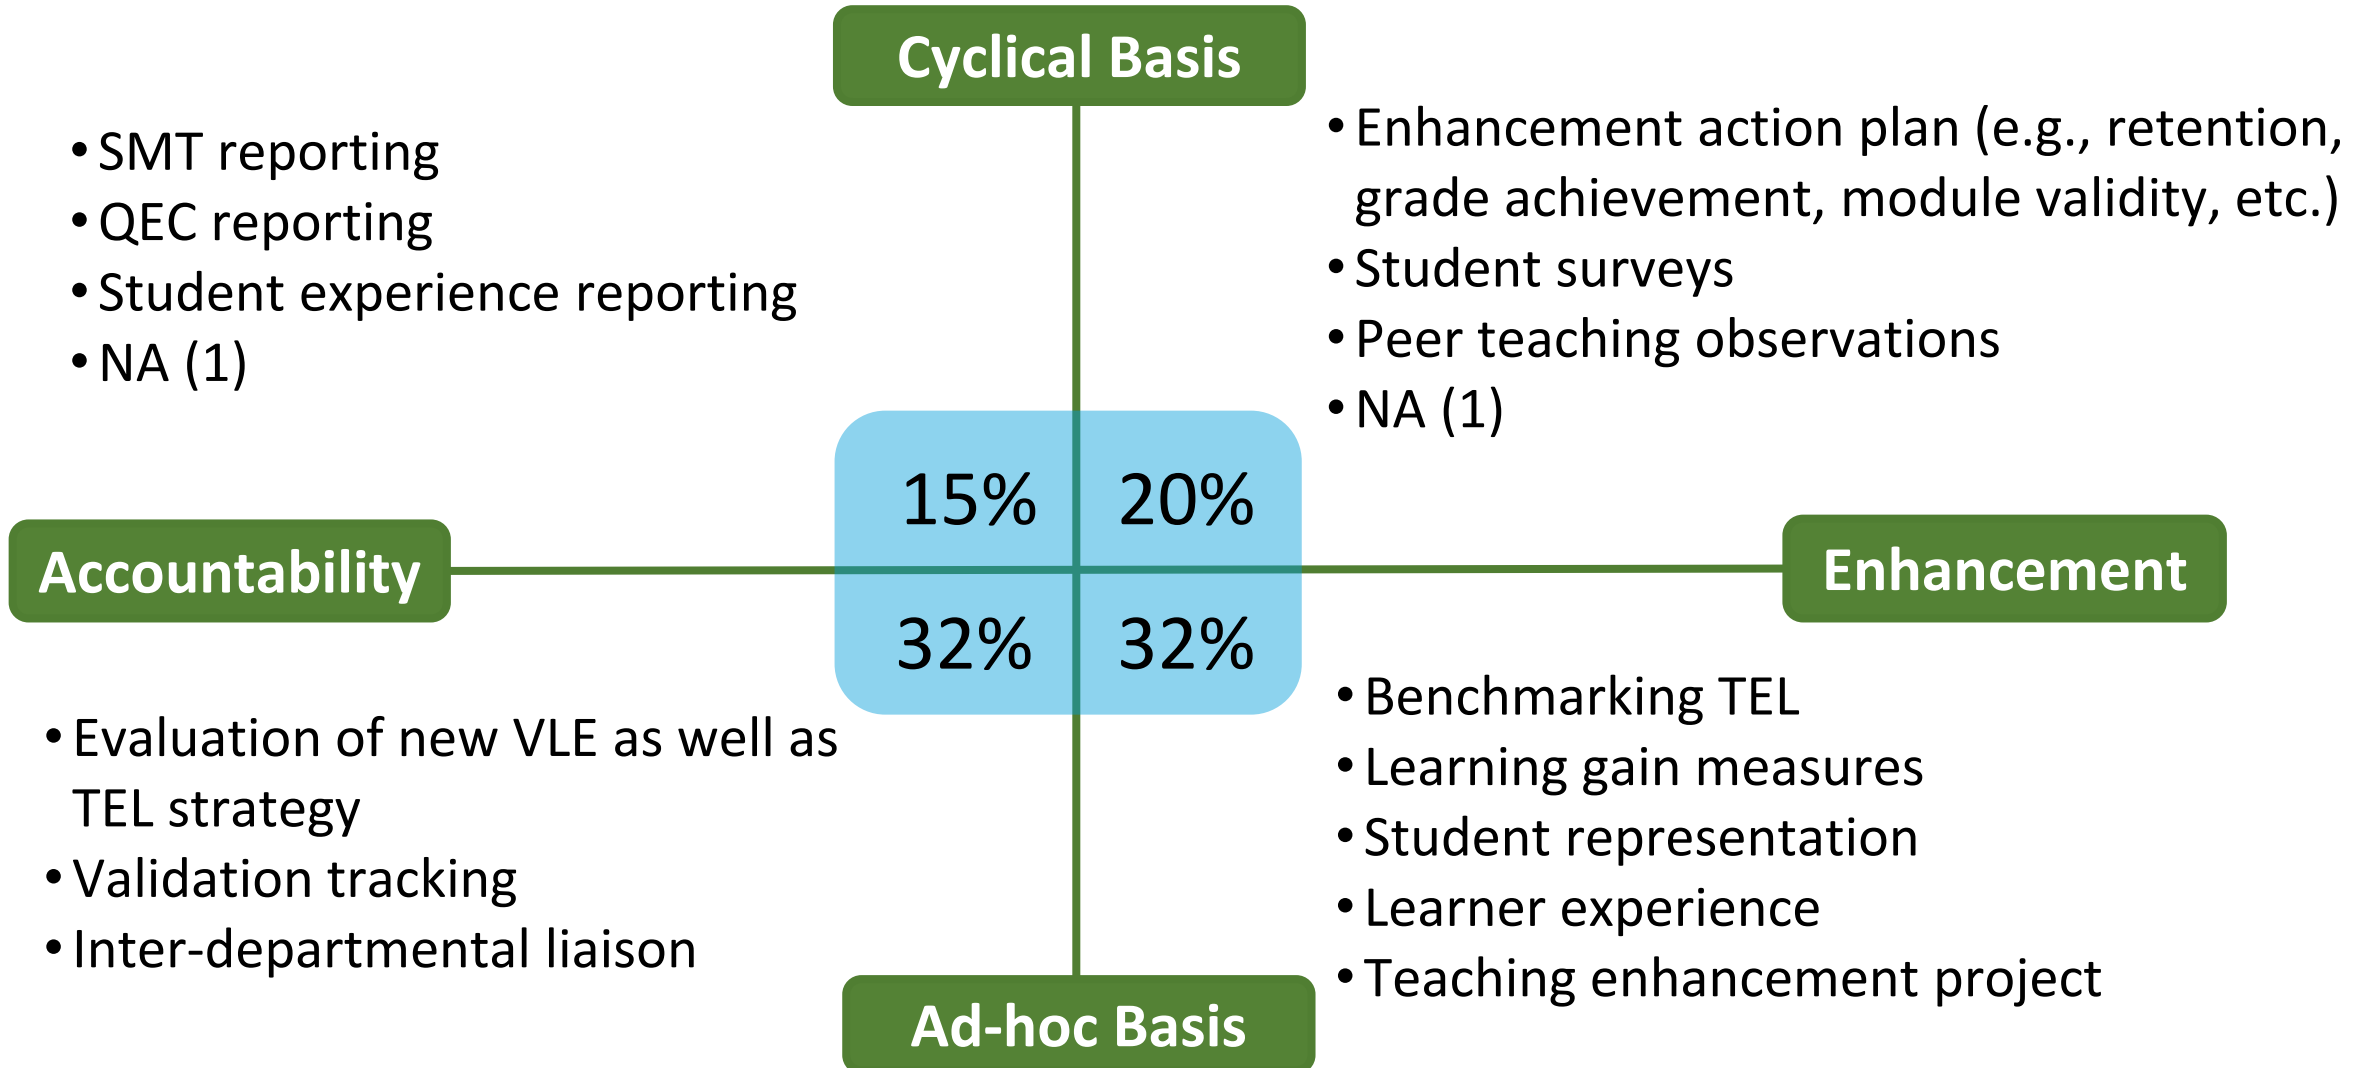 Cyclical Basis
• SMT reporting
• QEC reporting
• Student experience reporting
• NA (1)
• Enhancement action plan (e.g., retention,
grade achievement, module validity, etc.)
• Student surveys
• Peer teaching observations
• NA (1)
15% 20%
Accountability
Enhancement
32% 32%
• Evaluation of new VLE as well as
TEL strategy
• Validation tracking
• Inter-departmental liaison
• Benchmarking TEL
• Learning gain measures
• Student representation
• Learner experience
• Teaching enhancement project
Ad-hoc Basis